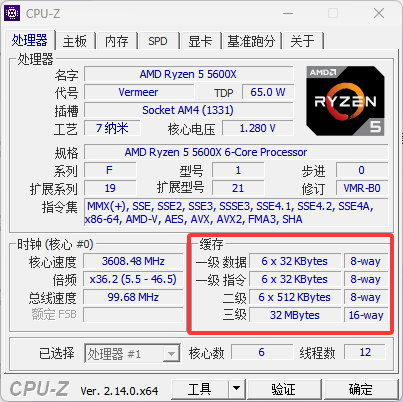 CPU-Z
处理器 主板 内存 SPD 显卡 基准跑分 关于
处理器
名字 AMD Ryzen 5 5600X
代号 Vermeer TDP 65.0 W
插槽 Socket AM4 (1331)
工艺 7 纳米 核心电压 1.280 V
AMD RYZEN 5
规格 AMD Ryzen 5 5600X 6-Core Processor
系列 F 型号 1 步进 0
扩展系列 19 扩展型号 21 修订 VMR-B0
指令集 MMX(+), SSE, SSE2, SSE3, SSSE3, SSE4.1, SSE4.2, SSE4A,
x86-64, AMD-V, AES, AVX, AVX2, FMA3, SHA
时钟 (核心 #0) 缓存
核心速度 3608.48 MHz 一级 数据 6 x 32 KBytes 8-way
倍频 x36.2 (5.5 - 46.5) 一级 指令 6 x 32 KBytes 8-way
总线速度 99.68 MHz 二级 6 x 512 KBytes 8-way
额定 FSB 三级 32 MBytes 16-way
已选择 处理器 #1 核心数 6 线程数 12
CPU-Z Ver. 2.14.0.x64 工具 验证 确定